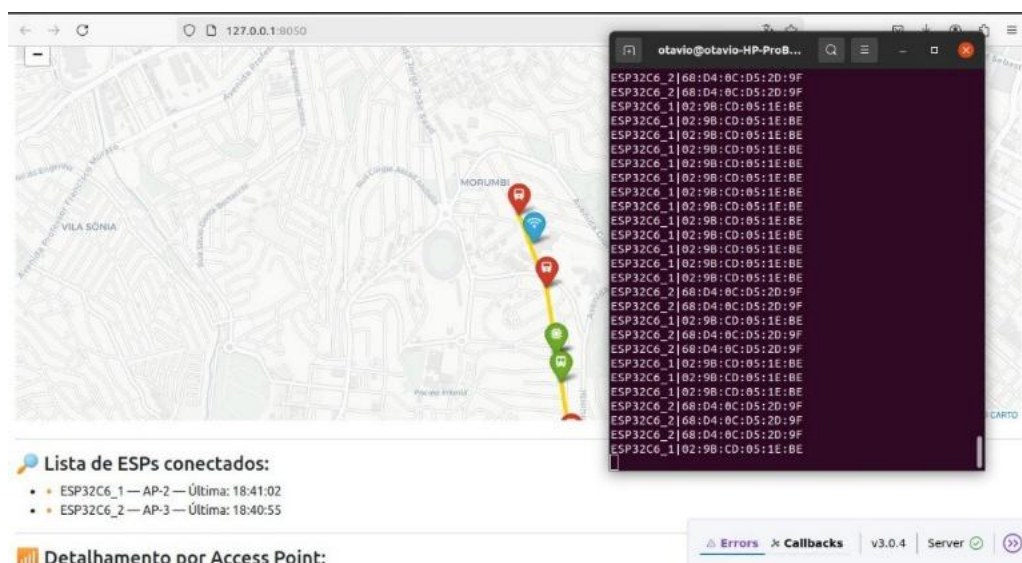 127.0.0.1:8050
otavio@otavio-HP-ProB...
ESP32C6_2|68:D4:0C:D5:2D:9F
ESP32C6_2|68:D4:0C:D5:2D:9F
ESP32C6_1|02:9B:CD:05:1E:BE
ESP32C6_1|02:9B:CD:05:1E:BE
ESP32C6_1|02:9B:CD:05:1E:BE
ESP32C6_1|02:9B:CD:05:1E:BE
ESP32C6_1|02:9B:CD:05:1E:BE
ESP32C6_1|02:9B:CD:05:1E:BE
ESP32C6_1|02:9B:CD:05:1E:BE
ESP32C6_1|02:9B:CD:05:1E:BE
ESP32C6_1|02:9B:CD:05:1E:BE
ESP32C6_1|02:9B:CD:05:1E:BE
ESP32C6_1|02:9B:CD:05:1E:BE
ESP32C6_1|02:9B:CD:05:1E:BE
ESP32C6_1|02:9B:CD:05:1E:BE
ESP32C6_2|68:D4:0C:D5:2D:9F
ESP32C6_2|68:D4:0C:D5:2D:9F
ESP32C6_1|02:9B:CD:05:1E:BE
ESP32C6_2|68:D4:0C:D5:2D:9F
ESP32C6_2|68:D4:0C:D5:2D:9F
ESP32C6_1|02:9B:CD:05:1E:BE
ESP32C6_1|02:9B:CD:05:1E:BE
ESP32C6_1|02:9B:CD:05:1E:BE
ESP32C6_2|68:D4:0C:D5:2D:9F
ESP32C6_2|68:D4:0C:D5:2D:9F
ESP32C6_2|68:D4:0C:D5:2D:9F
ESP32C6_1|02:9B:CD:05:1E:BE
MORUMBI
VILA SÔNIA
CARTO
Lista de ESPs conectados:
ESP32C6_1 — AP-2 — Última: 18:41:02
ESP32C6_2 — AP-3 — Última: 18:40:55
Detalhamento por Access Point:
Errors Callbacks v3.0.4 Server